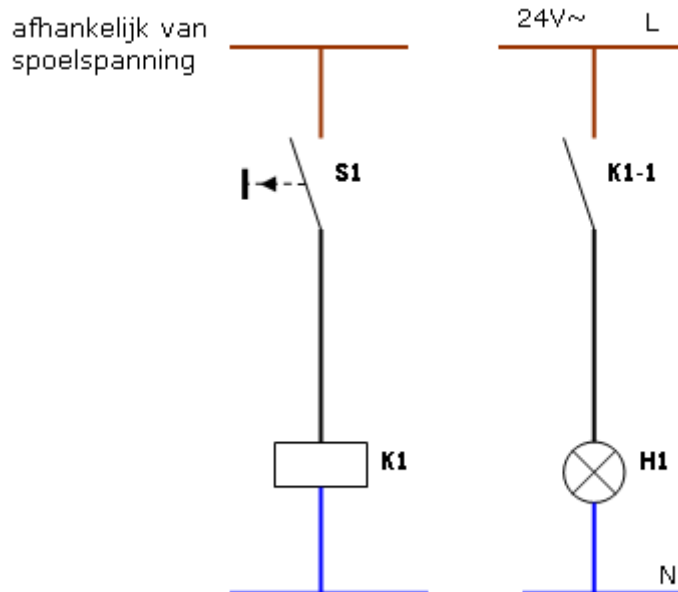 afhankelijk van
spoelspanning
24V~
L
S1
K1-1
K1
H1
N